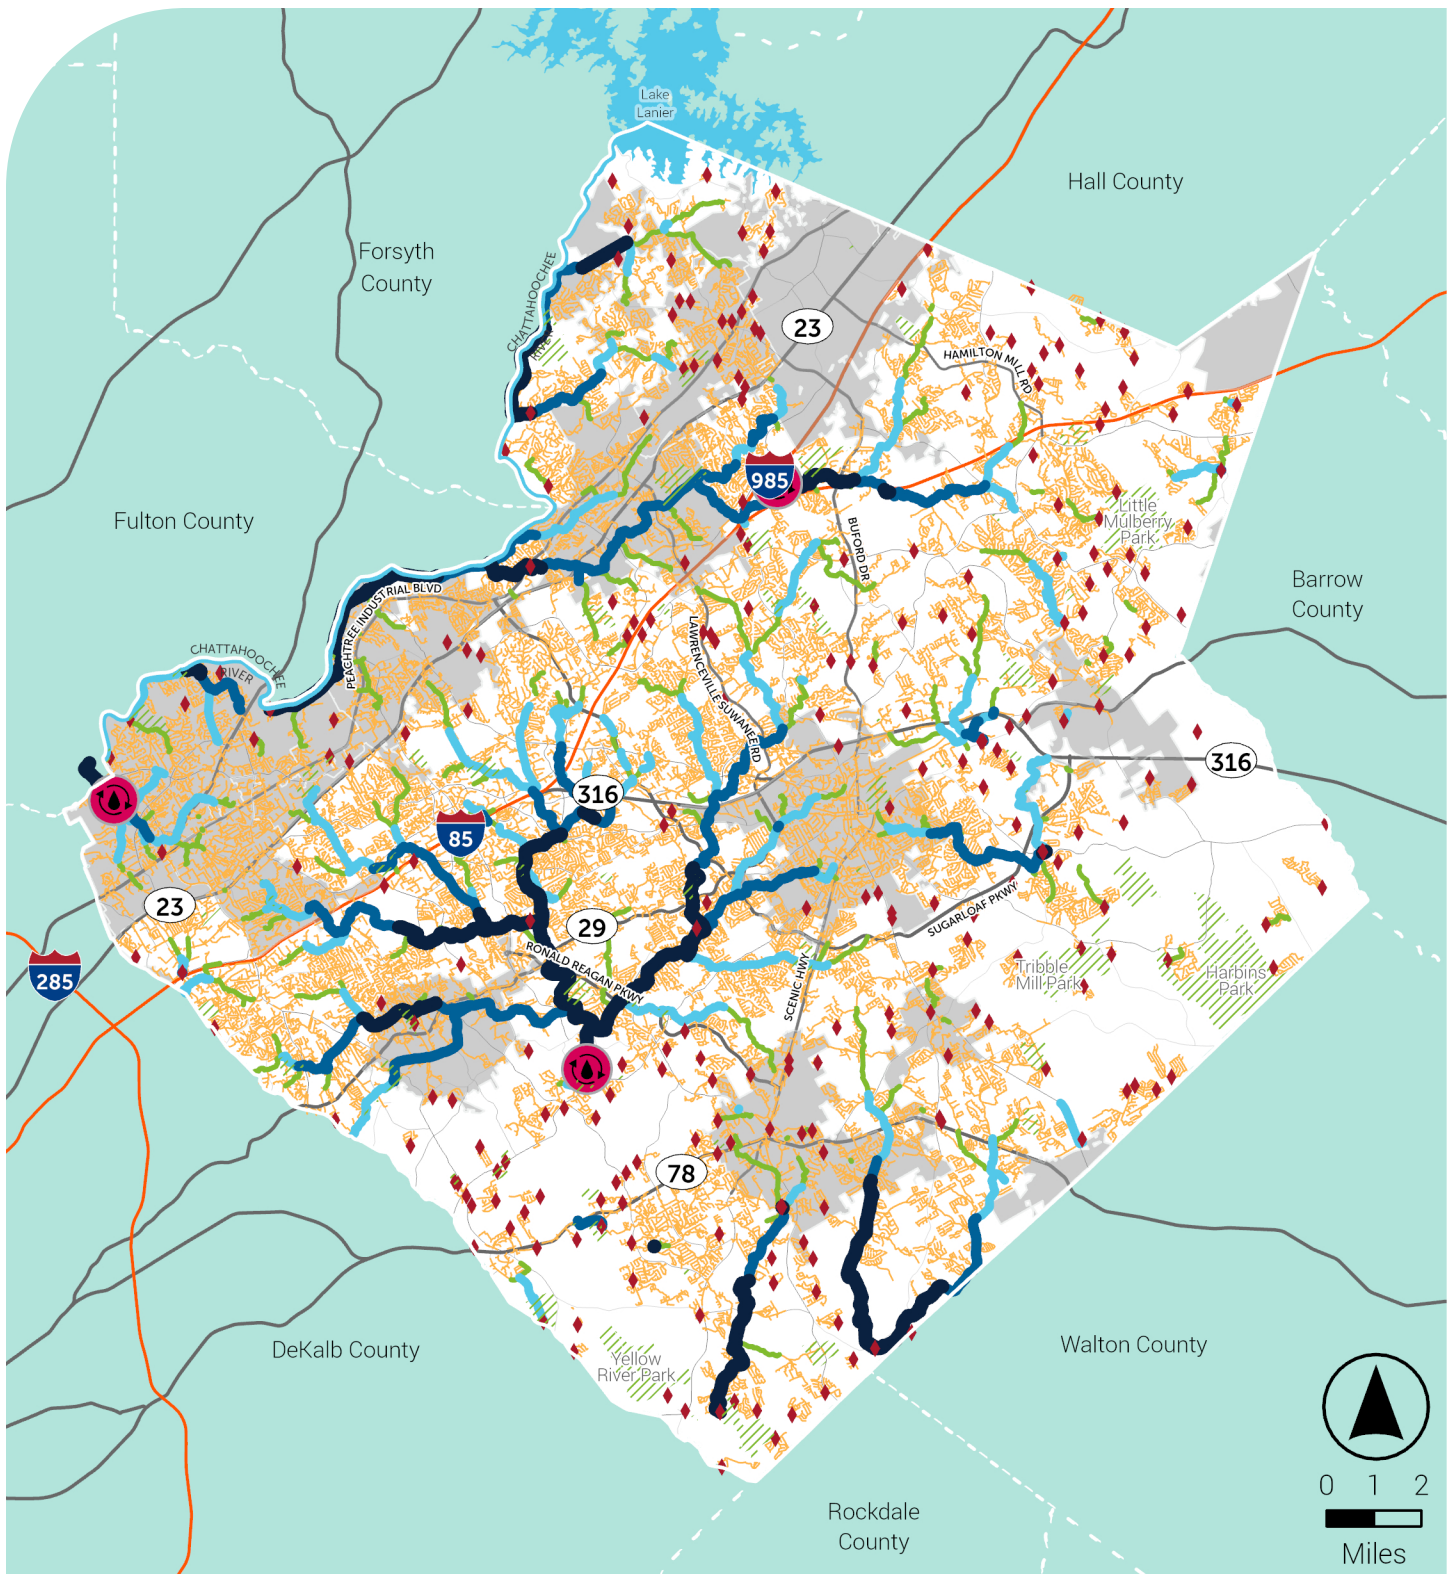 Lake
Lanier
Hall County
Forsyth
County
CHATTAHOOCHEE
RIVER
23
HAMILTON MILL RD
985
Fulton County
Little
Mulberry
Park
BUFORD DR
Barrow
County
PEACHTREE INDUSTRIAL BLVD
CHATTAHOOCHEE
RIVER
LAWRENCEVILLE SUWANEE RD
316
316
85
23
29
SUGARLOAF PKWY
RONALD REAGAN PKWY
285
SCENIC HWY
Tribble
Mill Park
Harbins
Park
78
DeKalb County
Yellow
River Park
Walton County
Rockdale
County
0 1 2
Miles